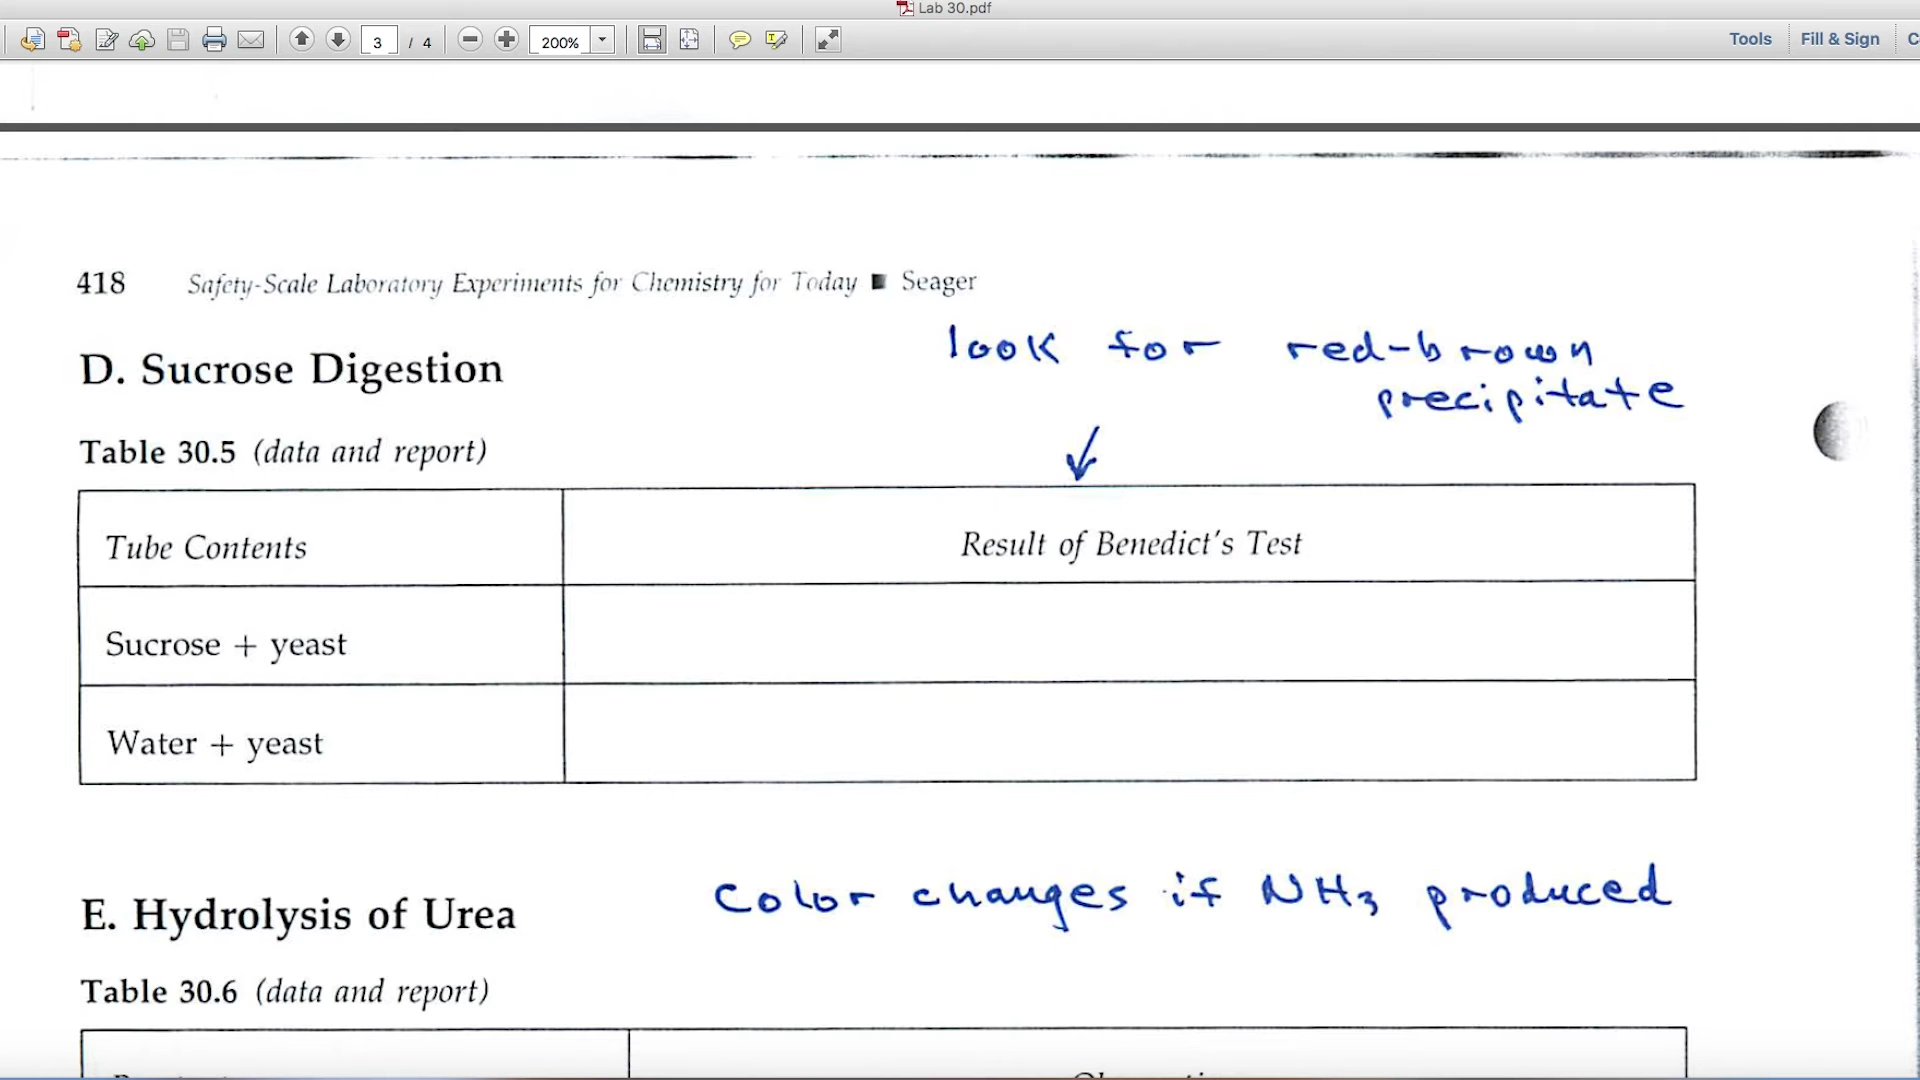 Lab 30.pdf
3 / 4 200% Tools Fill & Sign C
418 Safety-Scale Laboratory Experiments for Chemistry for Today ■ Seager
look for red-brown
precipitate
D. Sucrose Digestion
Table 30.5 (data and report)
Tube Contents Result of Benedict's Test
Sucrose + yeast
Water + yeast
Color changes if NH3 produced
E. Hydrolysis of Urea
Table 30.6 (data and report)